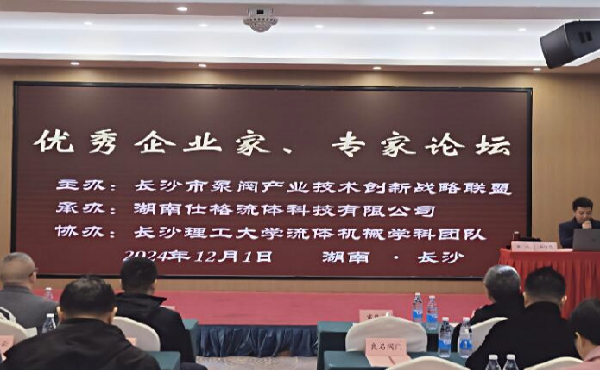 优秀企业家、专家论坛
主办：长沙市泵阀产业技术创新战略联盟
承办：湖南仕格流体科技有限公司
协办：长沙理工大学流体机械学科团队
2024年12月1日 湖南·长沙